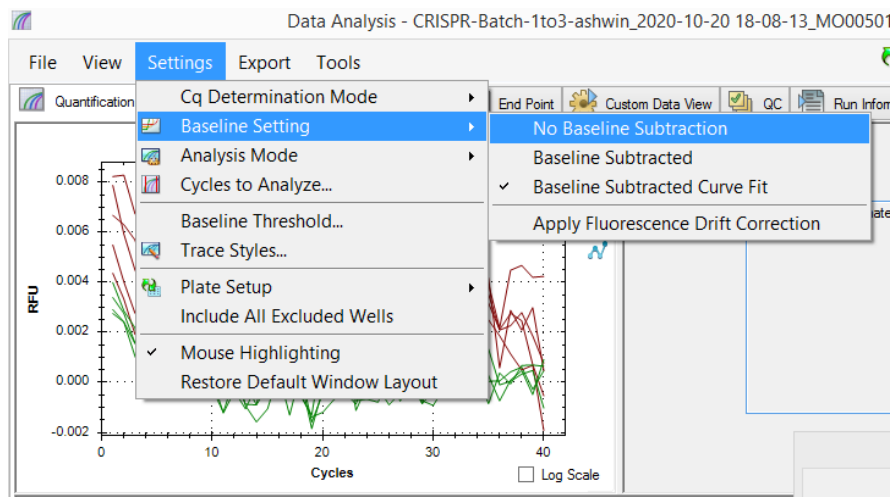 Data Analysis - CRISPR-Batch-1to3-ashwin_2020-10-20 18-08-13_MO00501
File View Settings Export Tools
Quantification End Point Custom Data View QC Run Inform
Cq Determination Mode
Baseline Setting
Analysis Mode
Cycles to Analyze...
Baseline Threshold...
Trace Styles...
Plate Setup
Include All Excluded Wells
Mouse Highlighting
Restore Default Window Layout
No Baseline Subtraction
Baseline Subtracted
Baseline Subtracted Curve Fit
Apply Fluorescence Drift Correction
RFU
0.008
0.006
0.004
0.002
0.000
-0.002
0 10 20 30 40
Cycles
Log Scale